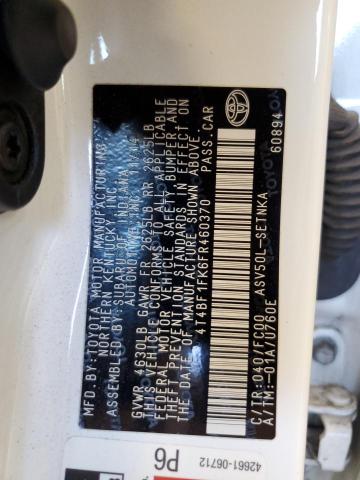 MFD.BY:TOYOTA MOTOR MANUFACTURING,
NORTHERN KENTUCKY, INC.
ASSEMBLED BY: SUBARU OF INDIANA
AUTOMOTIVE, INC. 11/14
GVWR 4630LB GAWR FR 2625LB RR 2625LB
THIS VEHICLE CONFORMS TO ALL APPLICABLE
FEDERAL MOTOR VEHICLE SAFETY, BUMPER, AND
THEFT PREVENTION STANDARDS IN EFFECT ON
THE DATE OF MANUFACTURE SHOWN ABOVE.
4T4BF1FK6FR460370 PASS.CAR
C/TR:040/FC00 ASV50L-SETNKA
A/TM:-01A/U760E 60894
TOYOTA
42661-06712
P6